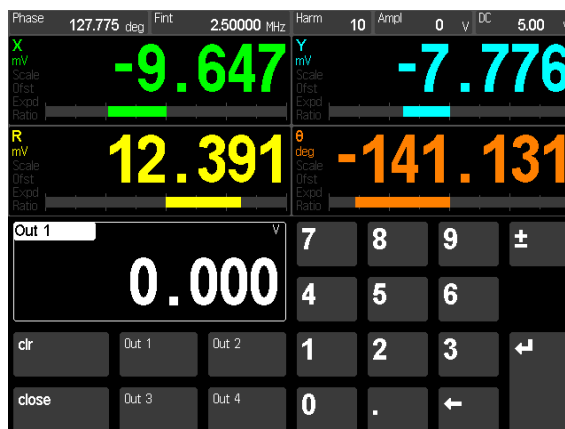 Phase 127.775 deg Fint 2.50000 MHz Harm 10 Ampl 0 V DC 5.00
X
mV
Scale
Ofst
Expd
Ratio
-9.647
Y
mV
Scale
Ofst
Expd
Ratio
-7.776
R
mV
Scale
Ofst
Expd
Ratio
12.391
θ
deg
Scale
Ofst
Expd
Ratio
-141.131
Out 1 V
0.000
7 8 9 ±
4 5 6
clr Out 1 Out 2 1 2 3 ↵
close Out 3 Out 4 0 . ←